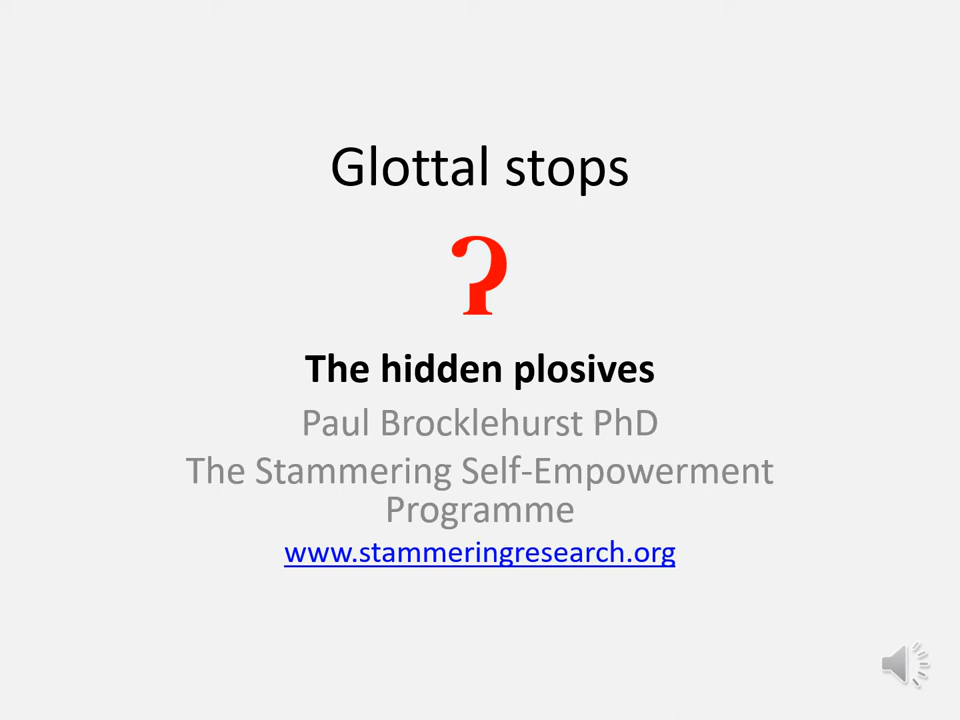 Glottal stops
ʔ
The hidden plosives
Paul Brocklehurst PhD
The Stammering Self-Empowerment
Programme
www.stammeringresearch.org